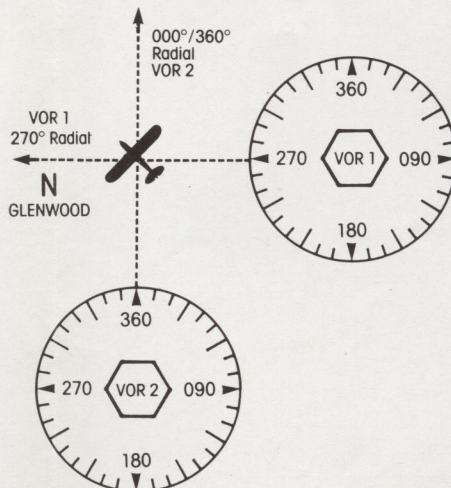 000°/360°
Radial
VOR 2
VOR 1
270° Radial
N
GLENWOOD
360
270
VOR 1
090
180
360
270
VOR 2
090
180